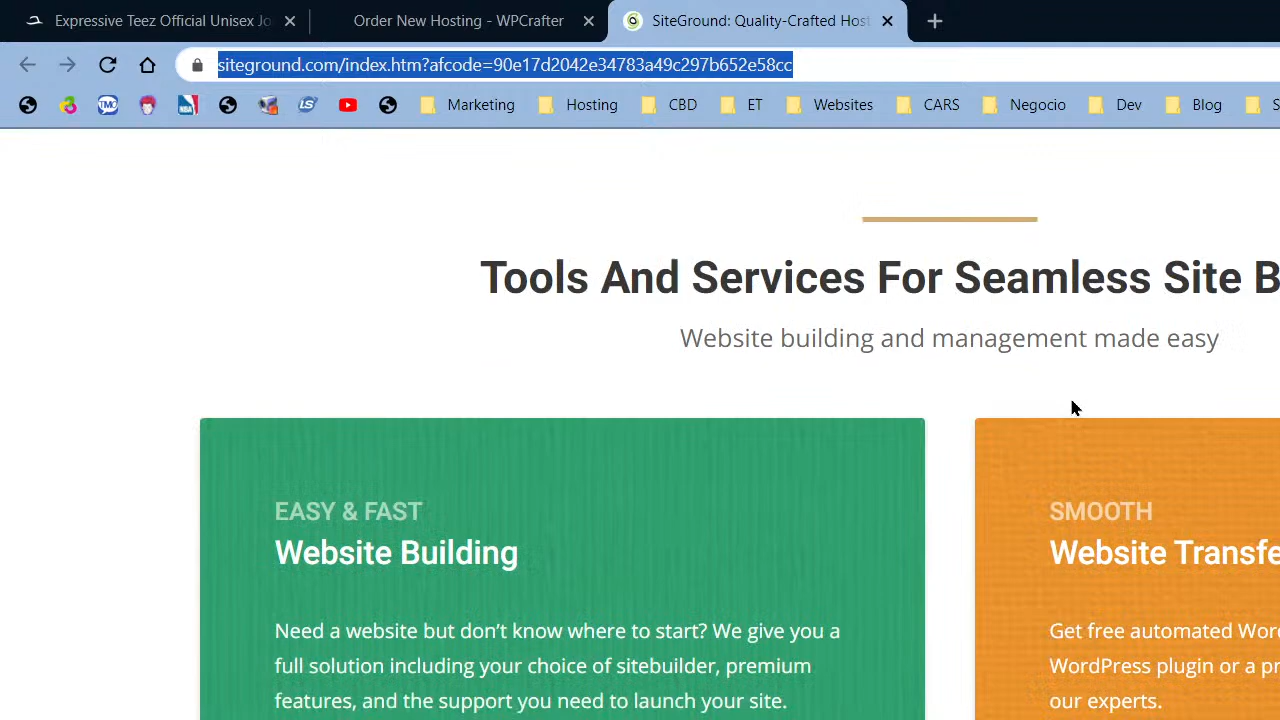 Expressive Teez Official Unisex Jo
Order New Hosting - WPCrafter
SiteGround: Quality-Crafted Host
siteground.com/index.htm?afcode=90e17d2042e34783a49c297b652e58cc
TMO
NBA
LS
Marketing
Hosting
CBD
ET
Websites
CARS
Negocio
Dev
Blog
S
Tools And Services For Seamless Site B
Website building and management made easy
EASY & FAST
Website Building
Need a website but don't know where to start? We give you a
full solution including your choice of sitebuilder, premium
features, and the support you need to launch your site.
SMOOTH
Website Transfe
Get free automated Wor
WordPress plugin or a pr
our experts.